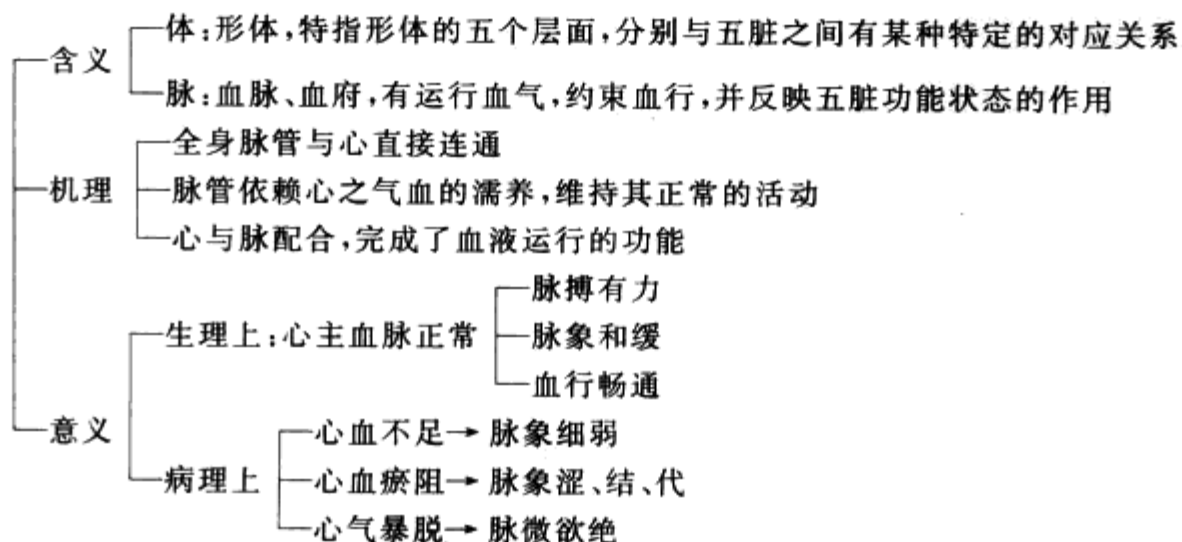 含义
体:形体,特指形体的五个层面,分别与五脏之间有某种特定的对应关系
脉:血脉、血府,有运行血气,约束血行,并反映五脏功能状态的作用
机理
全身脉管与心直接连通
脉管依赖心之气血的濡养,维持其正常的活动
心与脉配合,完成了血液运行的功能
意义
生理上:心主血脉正常
脉搏有力
脉象和缓
血行畅通
病理上
心血不足→脉象细弱
心血瘀阻→脉象涩、结、代
心气暴脱→脉微欲绝